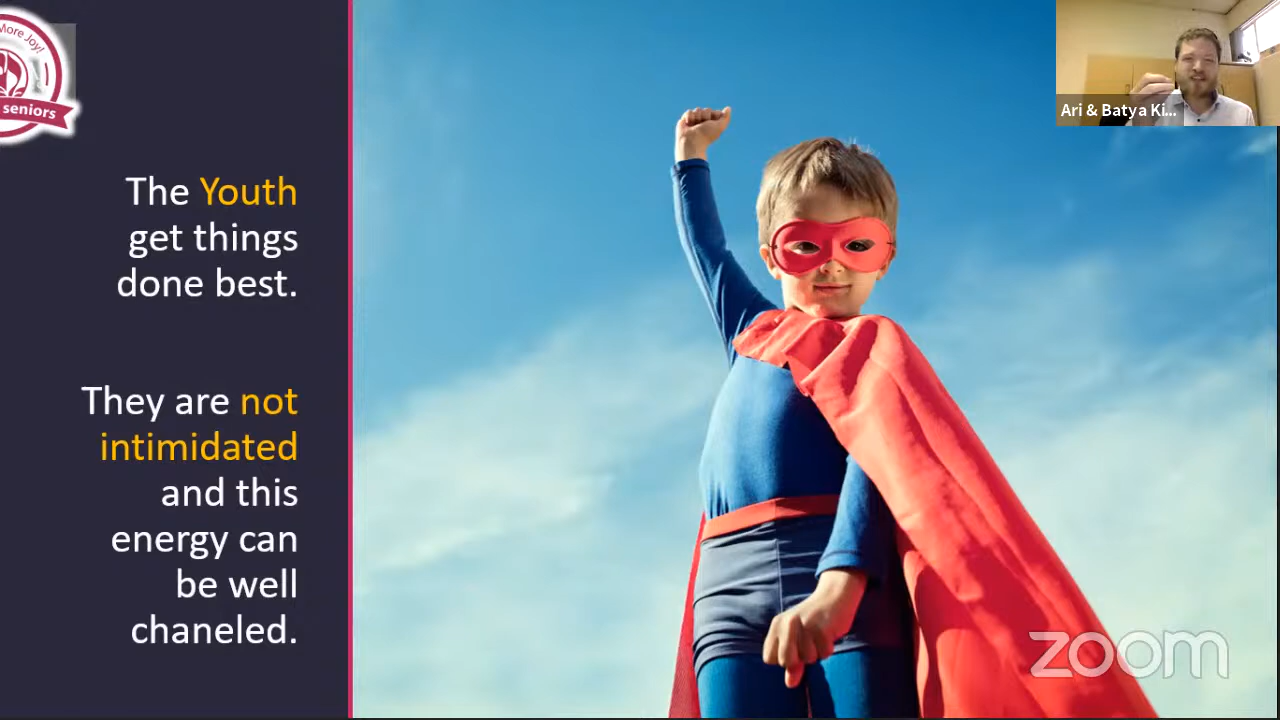 More Joy!
seniors
The Youth
get things
done best.
They are not
intimidated
and this
energy can
be well
chaneled.
Ari & Batya Ki...
zoom